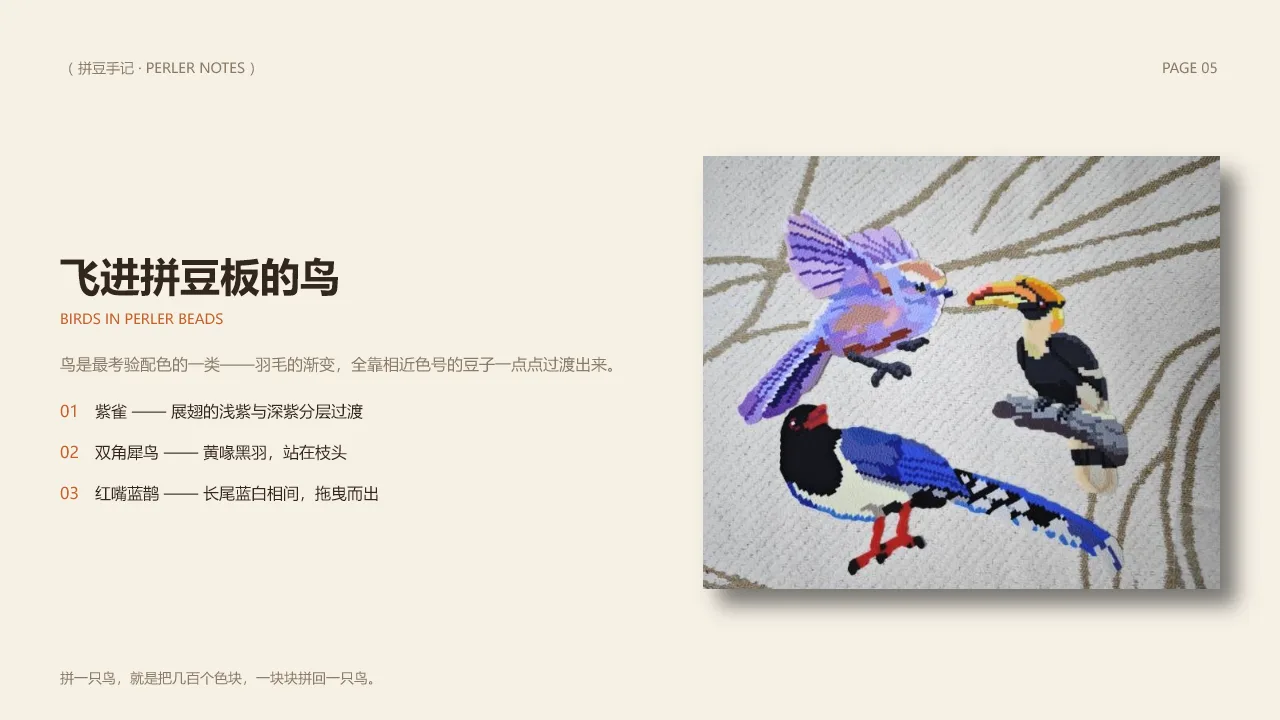 （ 拼豆手记 · PERLER NOTES ）
PAGE 05
飞进拼豆板的鸟
BIRDS IN PERLER BEADS
鸟是最考验配色的一类——羽毛的渐变，全靠相近色号的豆子一点点过渡出来。
01 紫雀 —— 展翅的浅紫与深紫分层过渡
02 双角犀鸟 —— 黄喙黑羽，站在枝头
03 红嘴蓝鹊 —— 长尾蓝白相间，拖曳而出
拼一只鸟，就是把几百个色块，一块块拼回一只鸟。